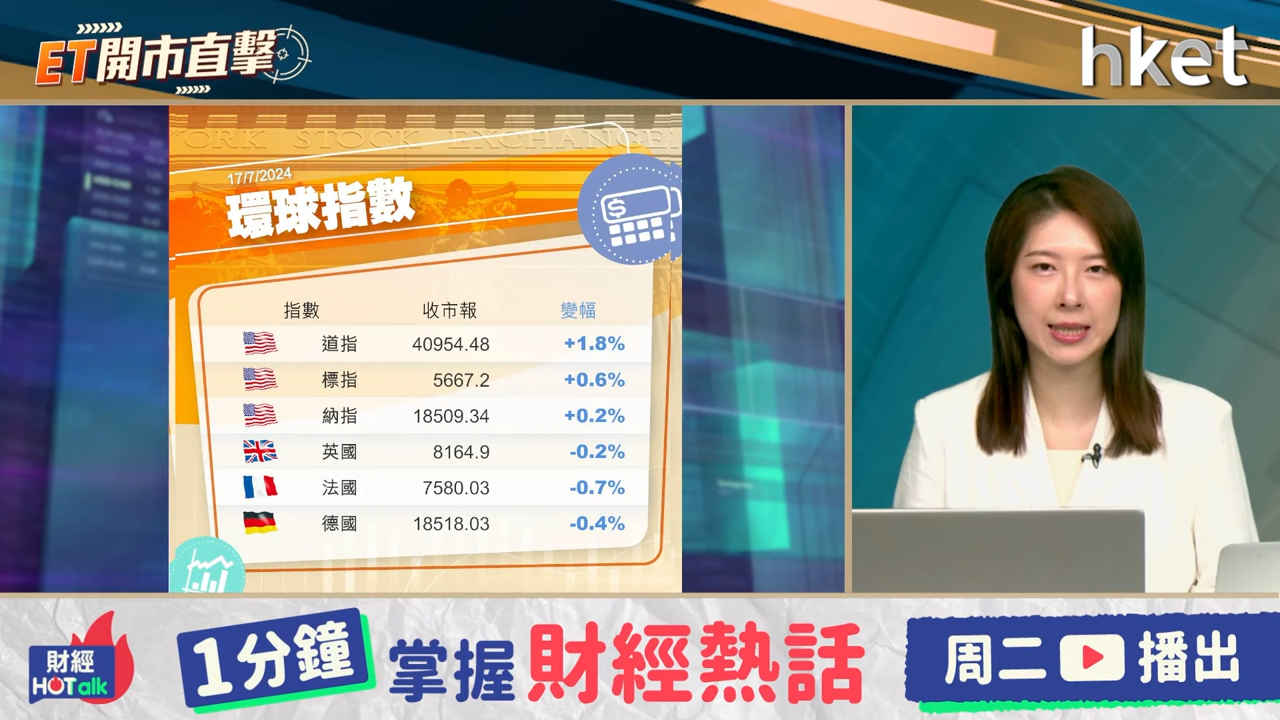 ET開市直擊
hket
YORK STOCK EXCHANGE
17/7/2024
環球指數
$
指數 收市報 變幅
道指 40954.48 +1.8%
標指 5667.2 +0.6%
納指 18509.34 +0.2%
英國 8164.9 -0.2%
法國 7580.03 -0.7%
德國 18518.03 -0.4%
財經
HOTalk
1分鐘
掌握財經熱話
周二播出